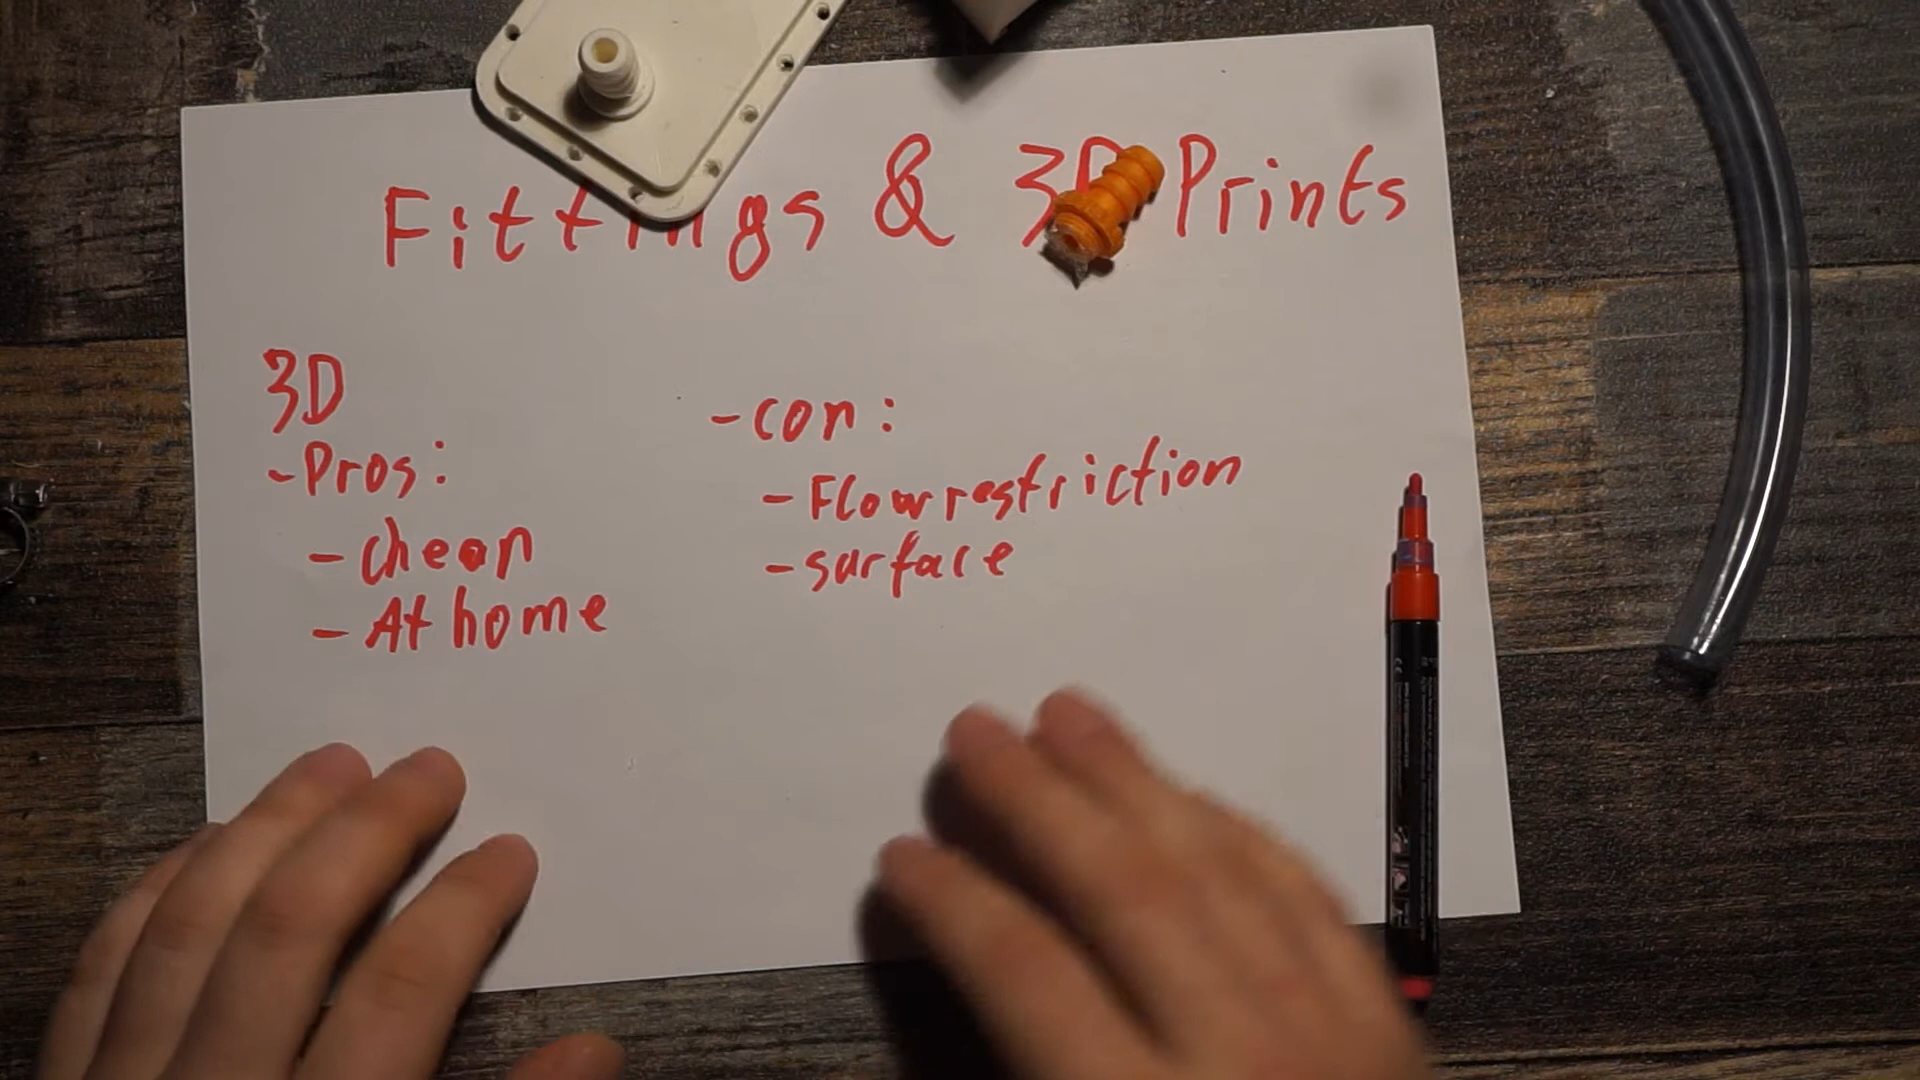 Fittings & 3D Prints
3D
- Pros:
- cheap
- At home
- con:
- Flowrestriction
- surface